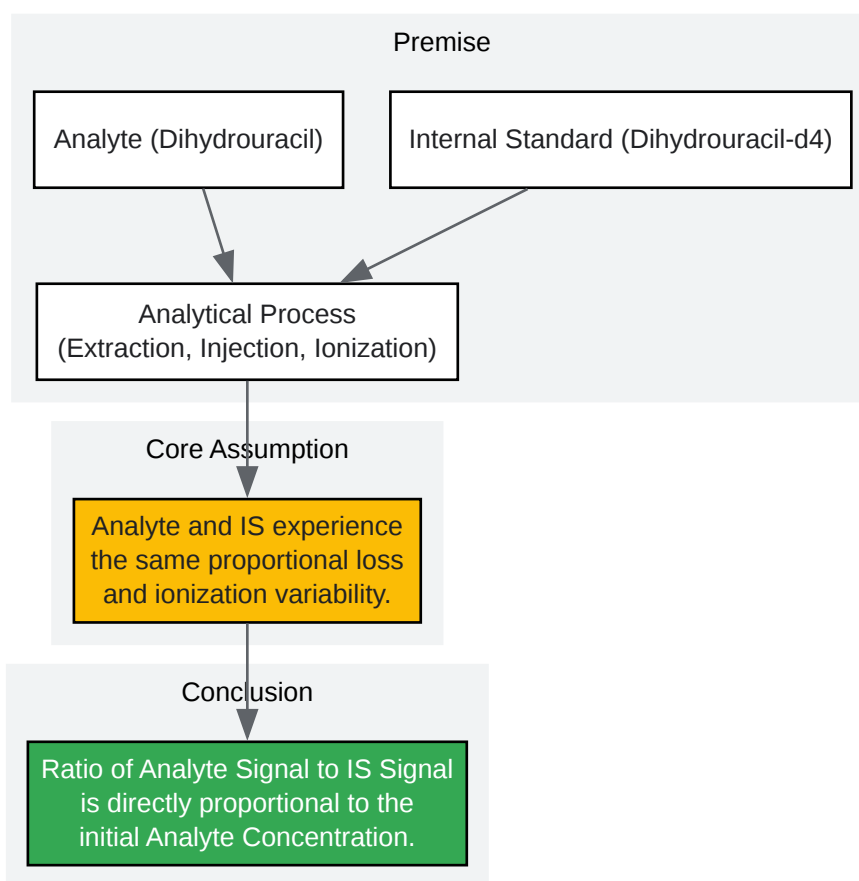 Premise
Analyte (Dihydrouracil)
Internal Standard (Dihydrouracil-d4)
Analytical Process
(Extraction, Injection, Ionization)
Core Assumption
Analyte and IS experience
the same proportional loss
and ionization variability.
Conclusion
Ratio of Analyte Signal to IS Signal
is directly proportional to the
initial Analyte Concentration.